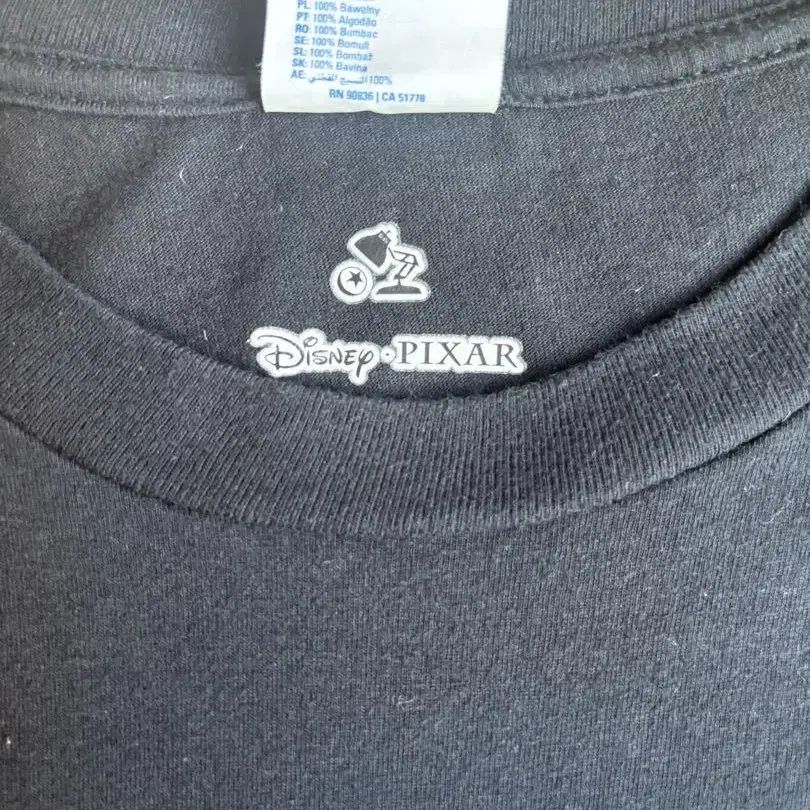 PL: 100% Bawełny
PT: 100% Algodão
RO: 100% Bumbac
SE: 100% Bomull
SL: 100% Bombaž
SK: 100% Bavlna
AE: 100%
RN 90836 | CA 51778
Disney · PIXAR